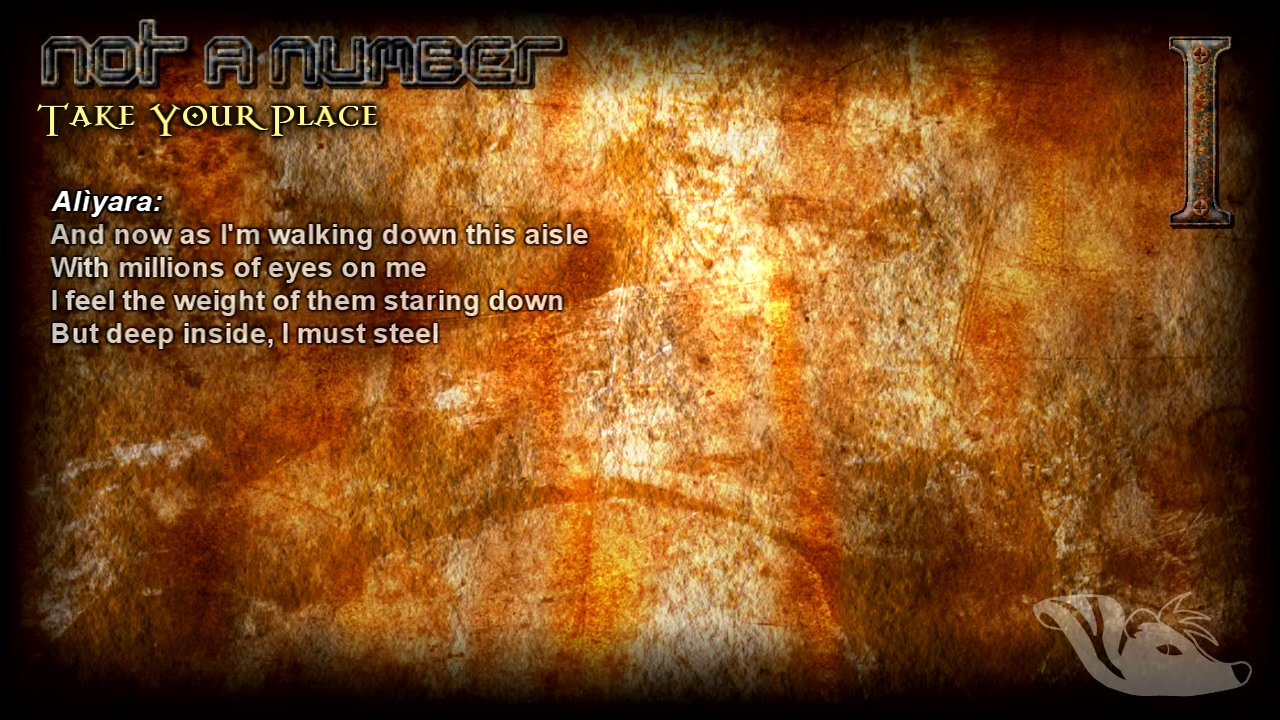 not a number
Take Your Place
I
Alìyara:
And now as I'm walking down this aisle
With millions of eyes on me
I feel the weight of them staring down
But deep inside, I must steel